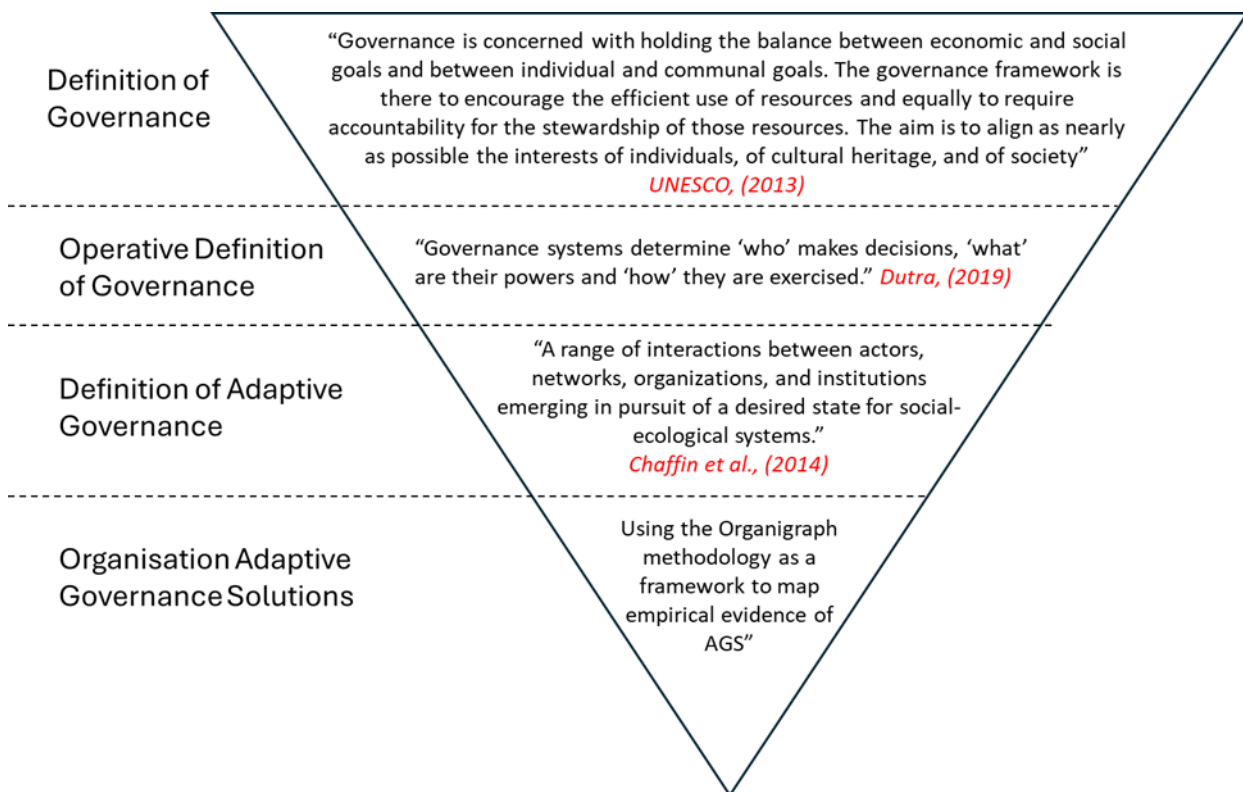 Definition of
Governance
“Governance is concerned with holding the balance between economic and social
goals and between individual and communal goals. The governance framework is
there to encourage the efficient use of resources and equally to require
accountability for the stewardship of those resources. The aim is to align as nearly
as possible the interests of individuals, of cultural heritage, and of society”
UNESCO, (2013)
Operative Definition
of Governance
“Governance systems determine ‘who’ makes decisions, ‘what’
are their powers and ‘how’ they are exercised.” Dutra, (2019)
Definition of Adaptive
Governance
“A range of interactions between actors,
networks, organizations, and institutions
emerging in pursuit of a desired state for social-
ecological systems.”
Chaffin et al., (2014)
Organisation Adaptive
Governance Solutions
Using the Organigraph
methodology as a
framework to map
empirical evidence of
AGS”